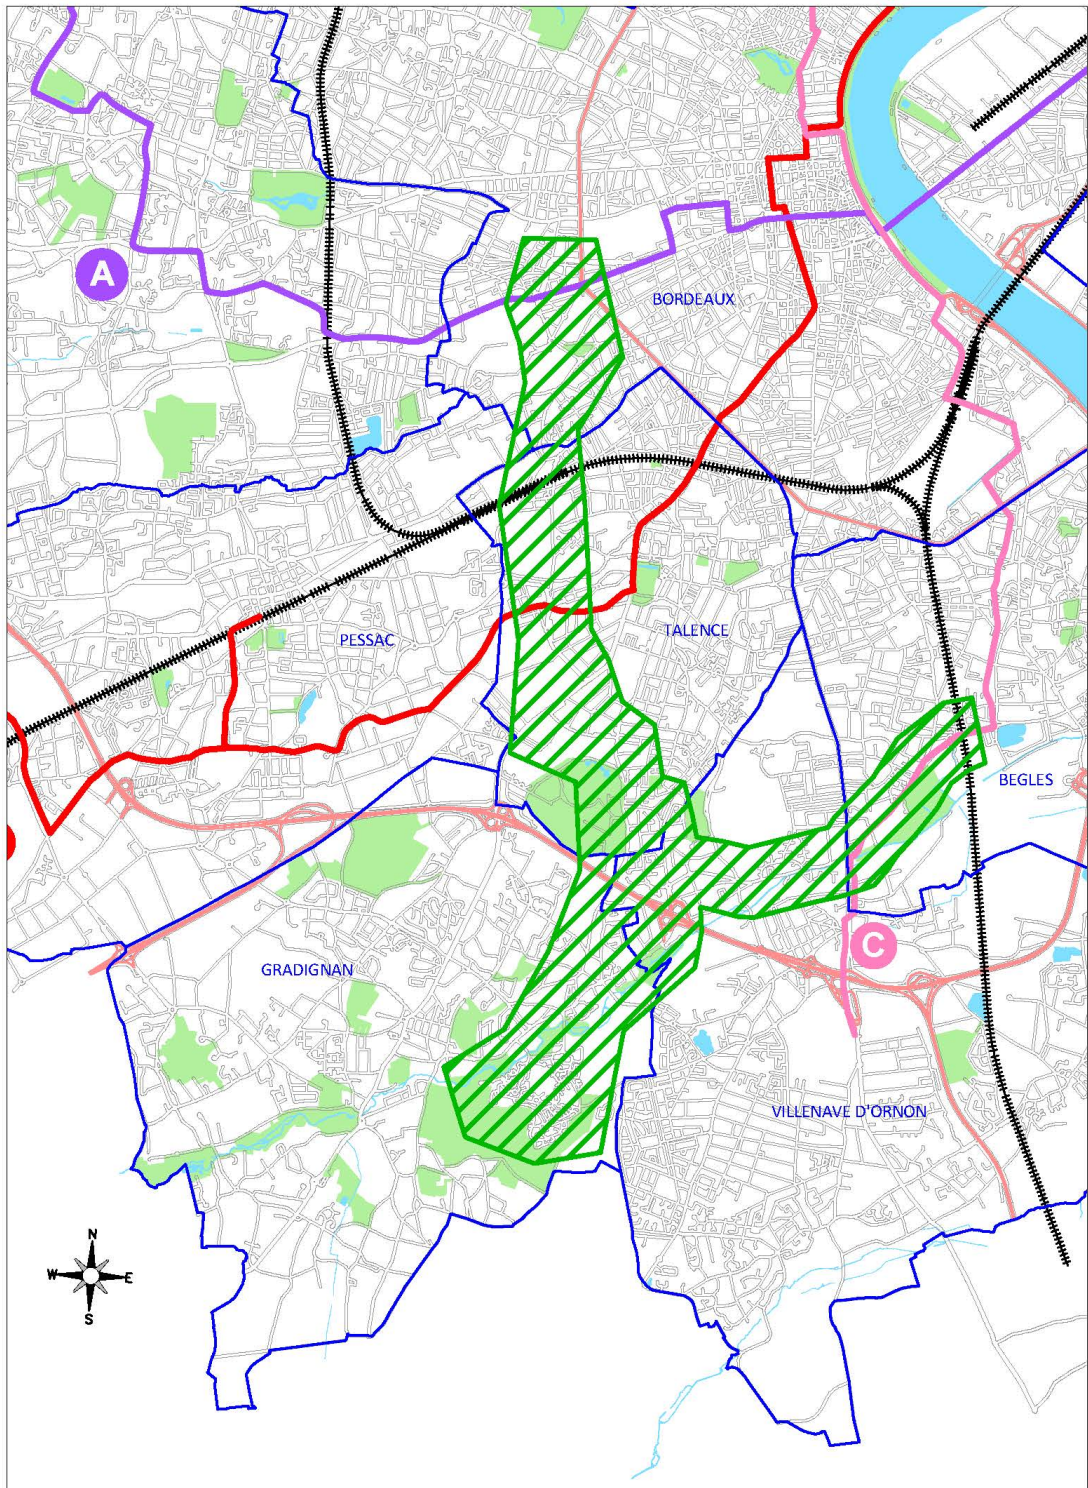 A
BORDEAUX
PESSAC
TALENCE
BEGLES
C
GRADIGNAN
VILLENAVE D'ORNON
N
W E
S